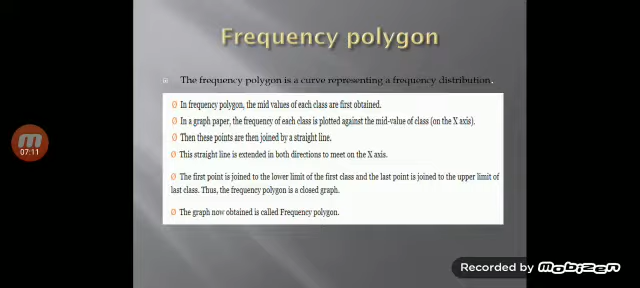 Frequency polygon
The frequency polygon is a curve representing a frequency distribution.
Ø In frequency polygon, the mid values of each class are first obtained.
Ø In a graph paper, the frequency of each class is plotted against the mid-value of class (on the X axis).
Ø Then these points are then joined by a straight line.
Ø This straight line is extended in both directions to meet on the X axis.
Ø The first point is joined to the lower limit of the first class and the last point is joined to the upper limit of
last class. Thus, the frequency polygon is a closed graph.
Ø The graph now obtained is called Frequency polygon.
07:11
Recorded by MOBIZEN